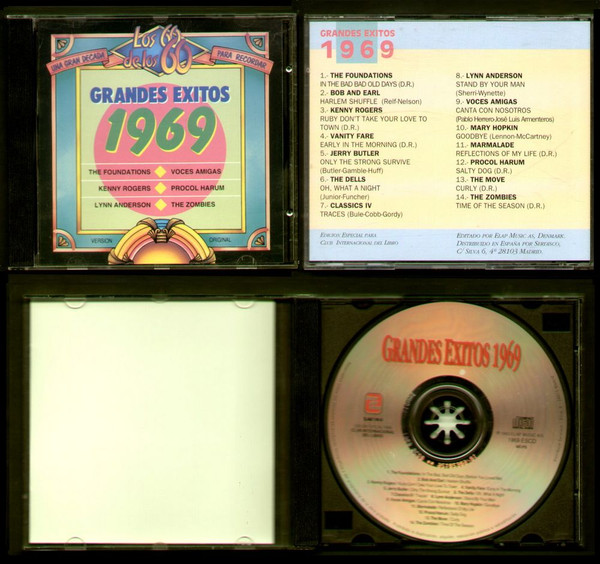 Los 60's
de los 60
UNA GRAN DECADA
PARA RECORDAR
GRANDES EXITOS
1969
THE FOUNDATIONS VOCES AMIGAS
KENNY ROGERS PROCOL HARUM
LYNN ANDERSON THE ZOMBIES
VERSION ORIGINAL
GRANDES EXITOS
1969
1.- THE FOUNDATIONS
IN THE BAD BAD OLD DAYS (D.R.)
2.- BOB AND EARL
HARLEM SHUFFLE (Relf-Nelson)
3.- KENNY ROGERS
RUBY DON'T TAKE YOUR LOVE TO
TOWN (D.R.)
4.- VANITY FARE
EARLY IN THE MORNING (D.R.)
5.- JERRY BUTLER
ONLY THE STRONG SURVIVE
(Butler-Gamble-Huff)
6.- THE DELLS
OH, WHAT A NIGHT
(Junior-Funcher)
7.- CLASSICS IV
TRACES (Bule-Cobb-Gordy)
8.- LYNN ANDERSON
STAND BY YOUR MAN
(Sherri-Wynette)
9.- VOCES AMIGAS
CANTA CON NOSOTROS
(Pablo Herrero-José Luis Armenteros)
10.- MARY HOPKIN
GOODBYE (Lennon-McCartney)
11.- MARMALADE
REFLECTIONS OF MY LIFE (D.R.)
12.- PROCOL HARUM
SALTY DOG (D.R.)
13.- THE MOVE
CURLY (D.R.)
14.- THE ZOMBIES
TIME OF THE SEASON (D.R.)
EDICION ESPECIAL PARA
CLUB INTERNACIONAL DEL LIBRO
EDITADO POR ELAP MUSIC AS, DENMARK.
DISTRIBUIDO EN ESPAÑA POR SERDISCO,
C/ SILVA 6, 4º 28103 MADRID.
GRANDES EXITOS 1969